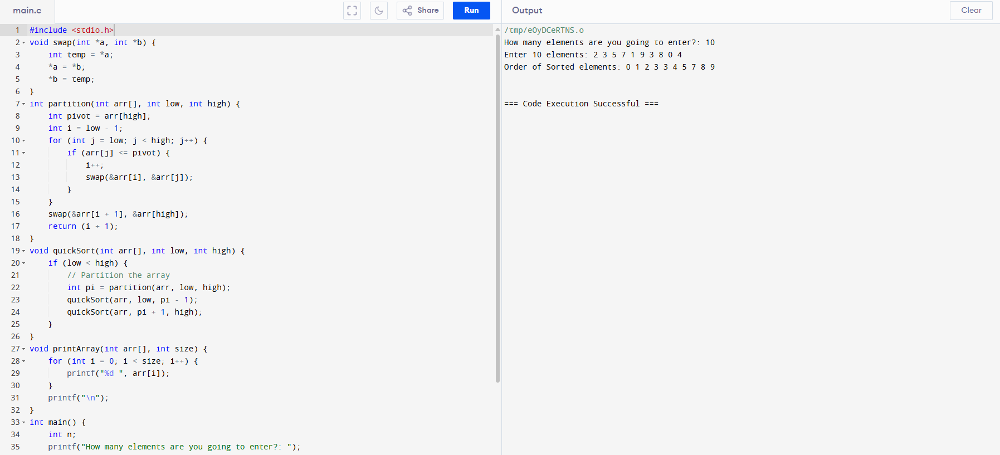 main.c
Share
Run
Output
Clear
1 #include <stdio.h>
2 void swap(int *a, int *b) {
3     int temp = *a;
4     *a = *b;
5     *b = temp;
6 }
7 int partition(int arr[], int low, int high) {
8     int pivot = arr[high];
9     int i = low - 1;
10     for (int j = low; j < high; j++) {
11         if (arr[j] <= pivot) {
12             i++;
13             swap(&arr[i], &arr[j]);
14         }
15     }
16     swap(&arr[i + 1], &arr[high]);
17     return (i + 1);
18 }
19 void quickSort(int arr[], int low, int high) {
20     if (low < high) {
21         // Partition the array
22         int pi = partition(arr, low, high);
23         quickSort(arr, low, pi - 1);
24         quickSort(arr, pi + 1, high);
25     }
26 }
27 void printArray(int arr[], int size) {
28     for (int i = 0; i < size; i++) {
29         printf("%d ", arr[i]);
30     }
31     printf("\n");
32 }
33 int main() {
34     int n;
35     printf("How many elements are you going to enter?: ");
/tmp/eOyDCeRTNS.o
How many elements are you going to enter?: 10
Enter 10 elements: 2 3 5 7 1 9 3 8 0 4
Order of Sorted elements: 0 1 2 3 3 4 5 7 8 9
=== Code Execution Successful ===